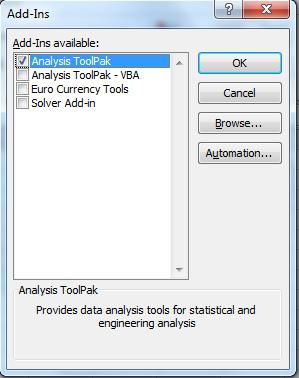 Add-Ins
?
Add-Ins available:
Analysis ToolPak
Analysis ToolPak - VBA
Euro Currency Tools
Solver Add-in
OK
Cancel
Browse...
Automation...
Analysis ToolPak
Provides data analysis tools for statistical and
engineering analysis